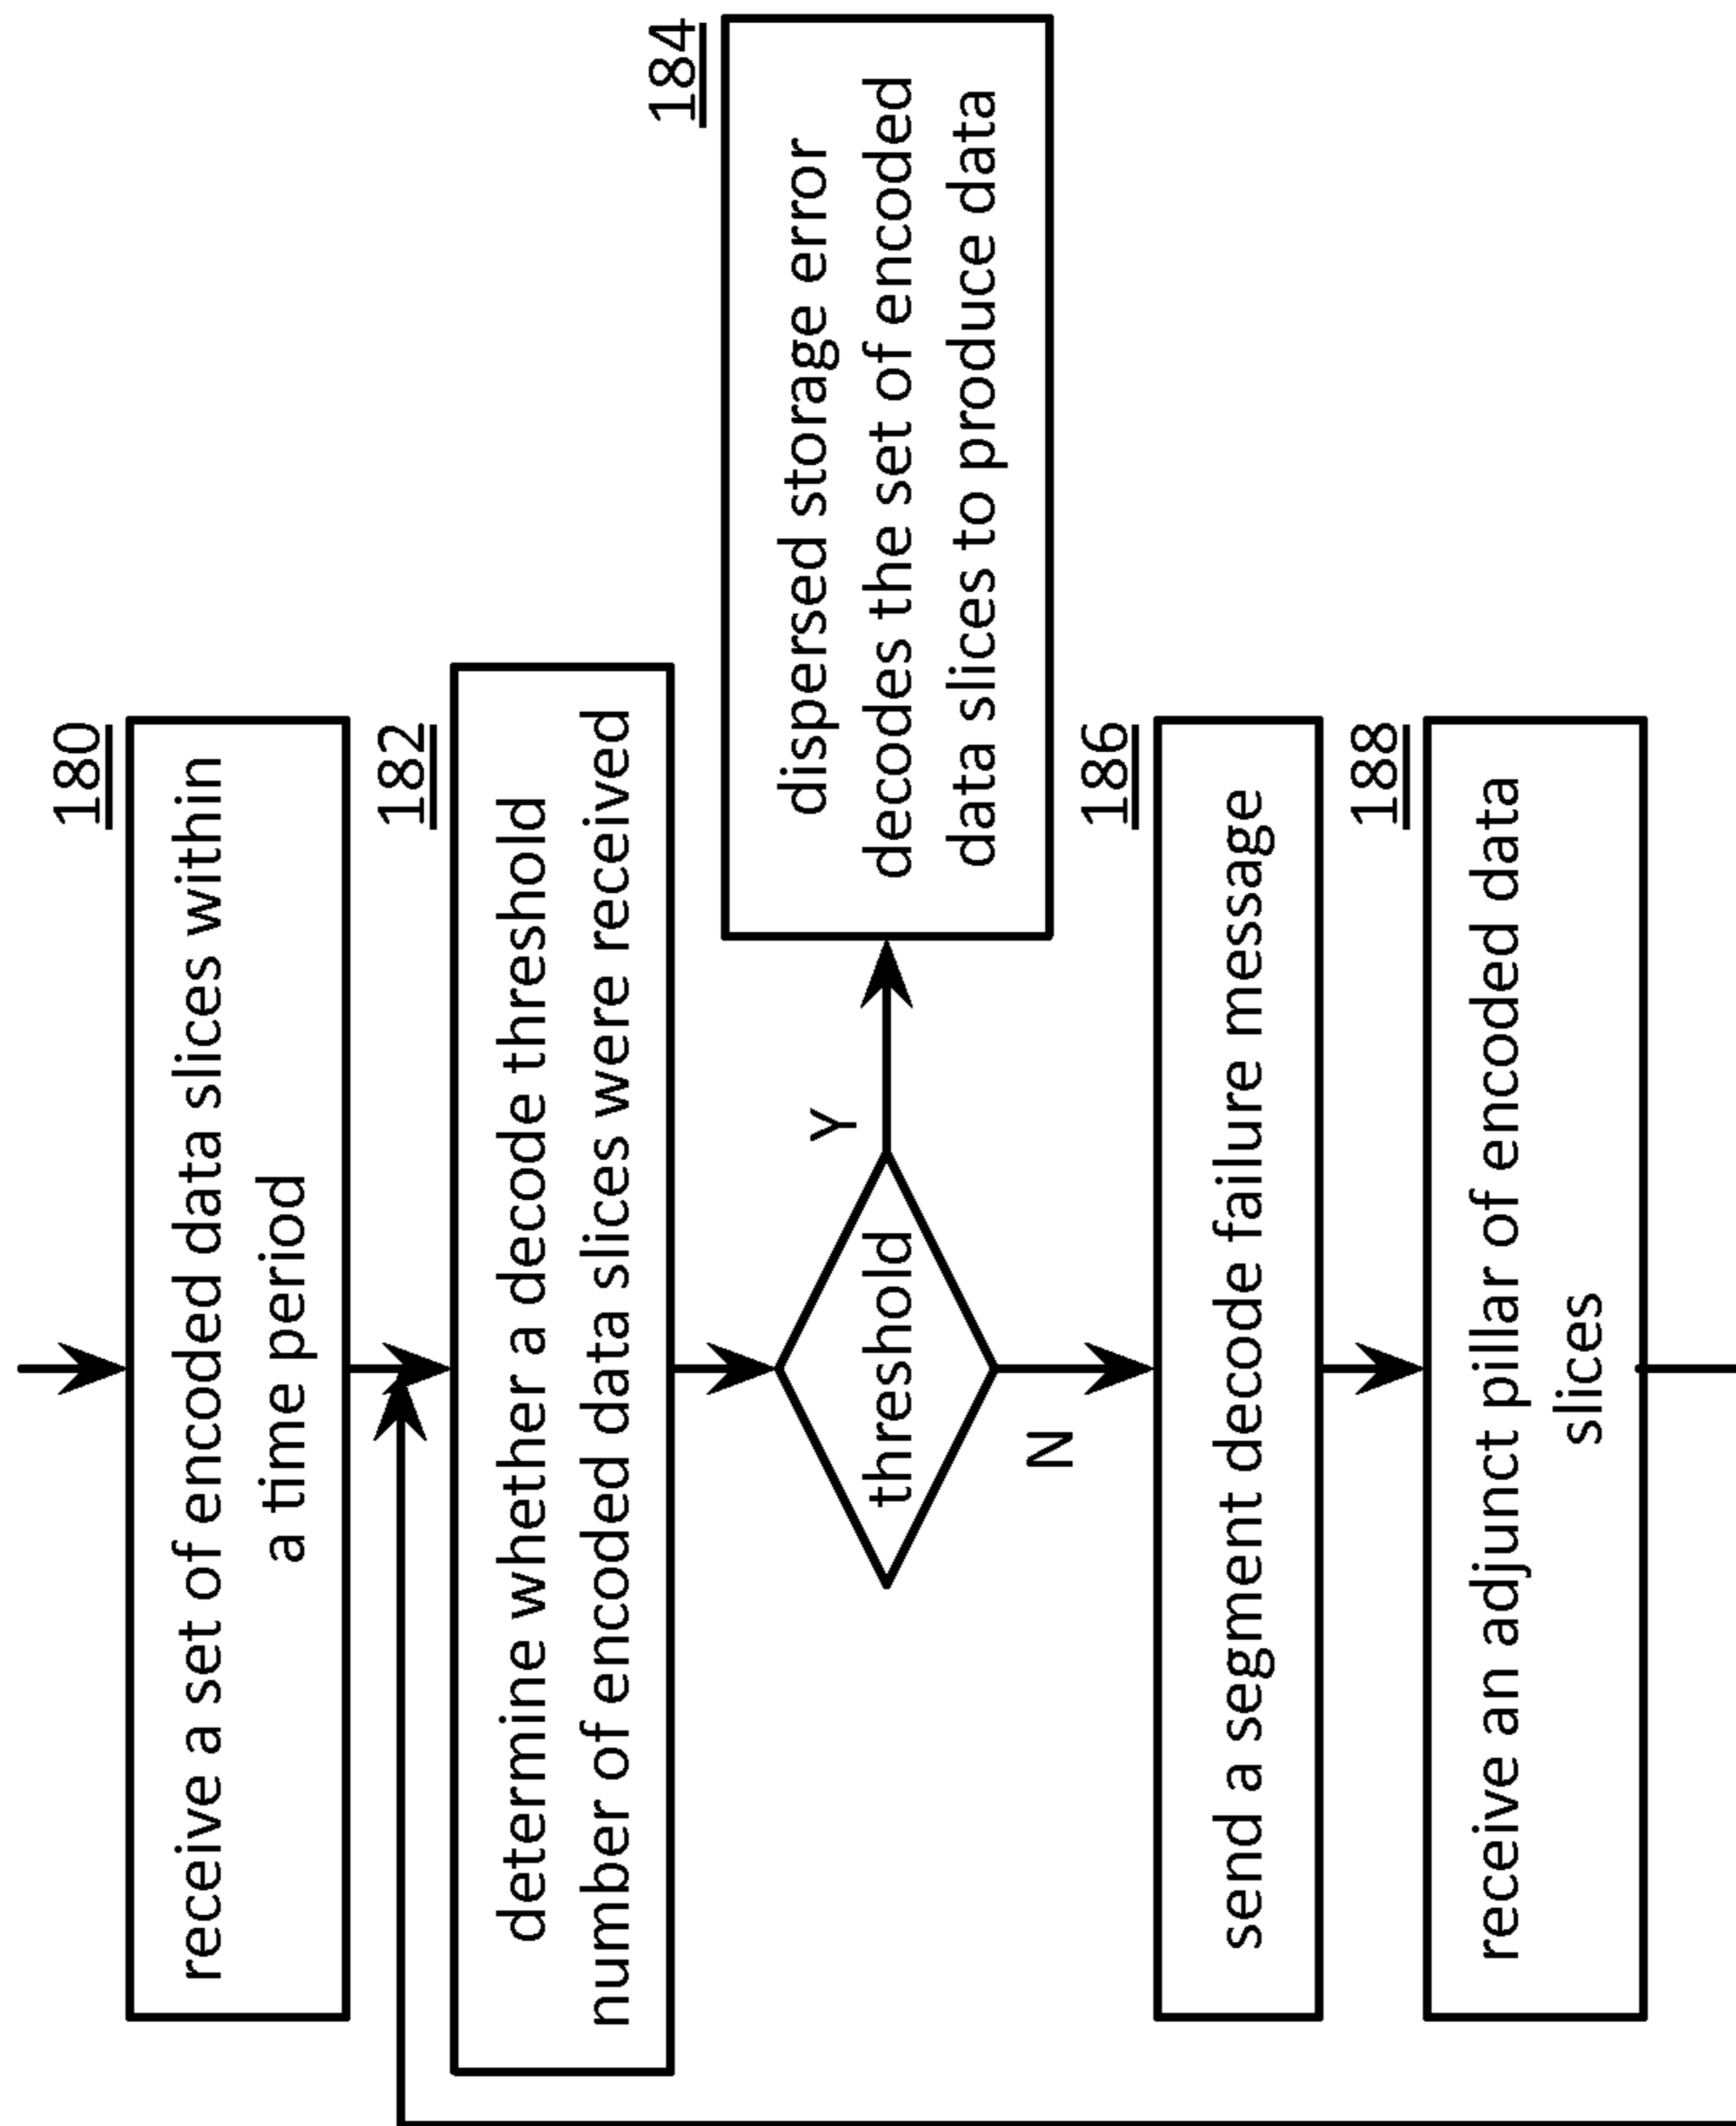 180
receive a set of encoded data slices within
a time period
182
determine whether a decode threshold
number of encoded data slices were received
threshold
Y
184
dispersed storage error
decodes the set of encoded
data slices to produce data
N
186
send a segment decode failure message
188
receive an adjunct pillar of encoded data
slices